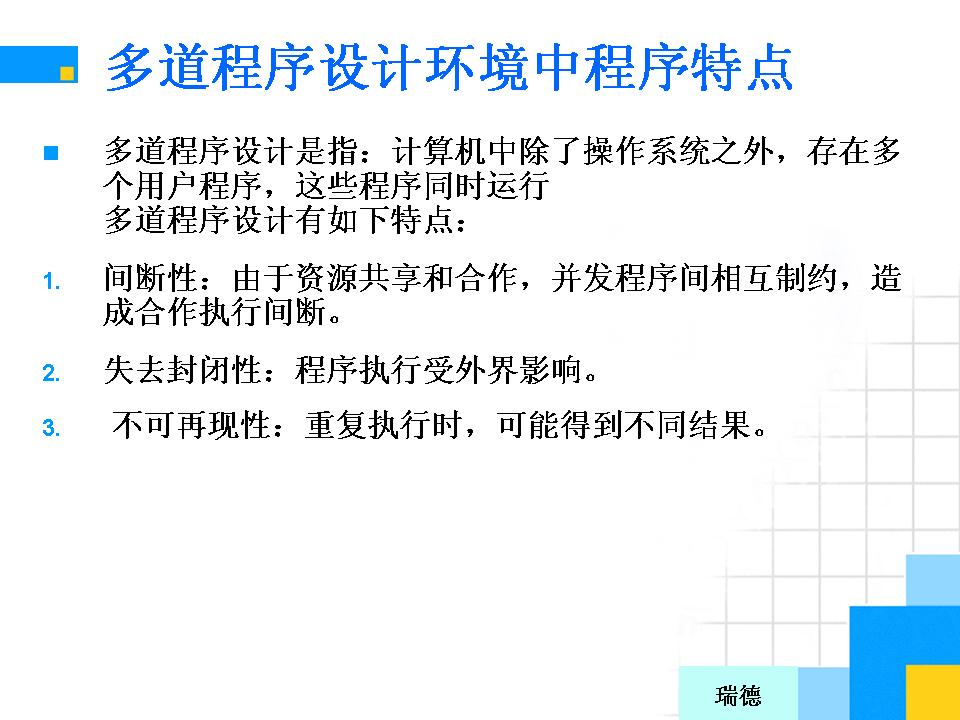 多道程序设计环境中程序特点
■ 多道程序设计是指：计算机中除了操作系统之外，存在多
个用户程序，这些程序同时运行
多道程序设计有如下特点：
1. 间断性：由于资源共享和合作，并发程序间相互制约，造
成合作执行间断。
2. 失去封闭性：程序执行受外界影响。
3. 不可再现性：重复执行时，可能得到不同结果。
瑞德